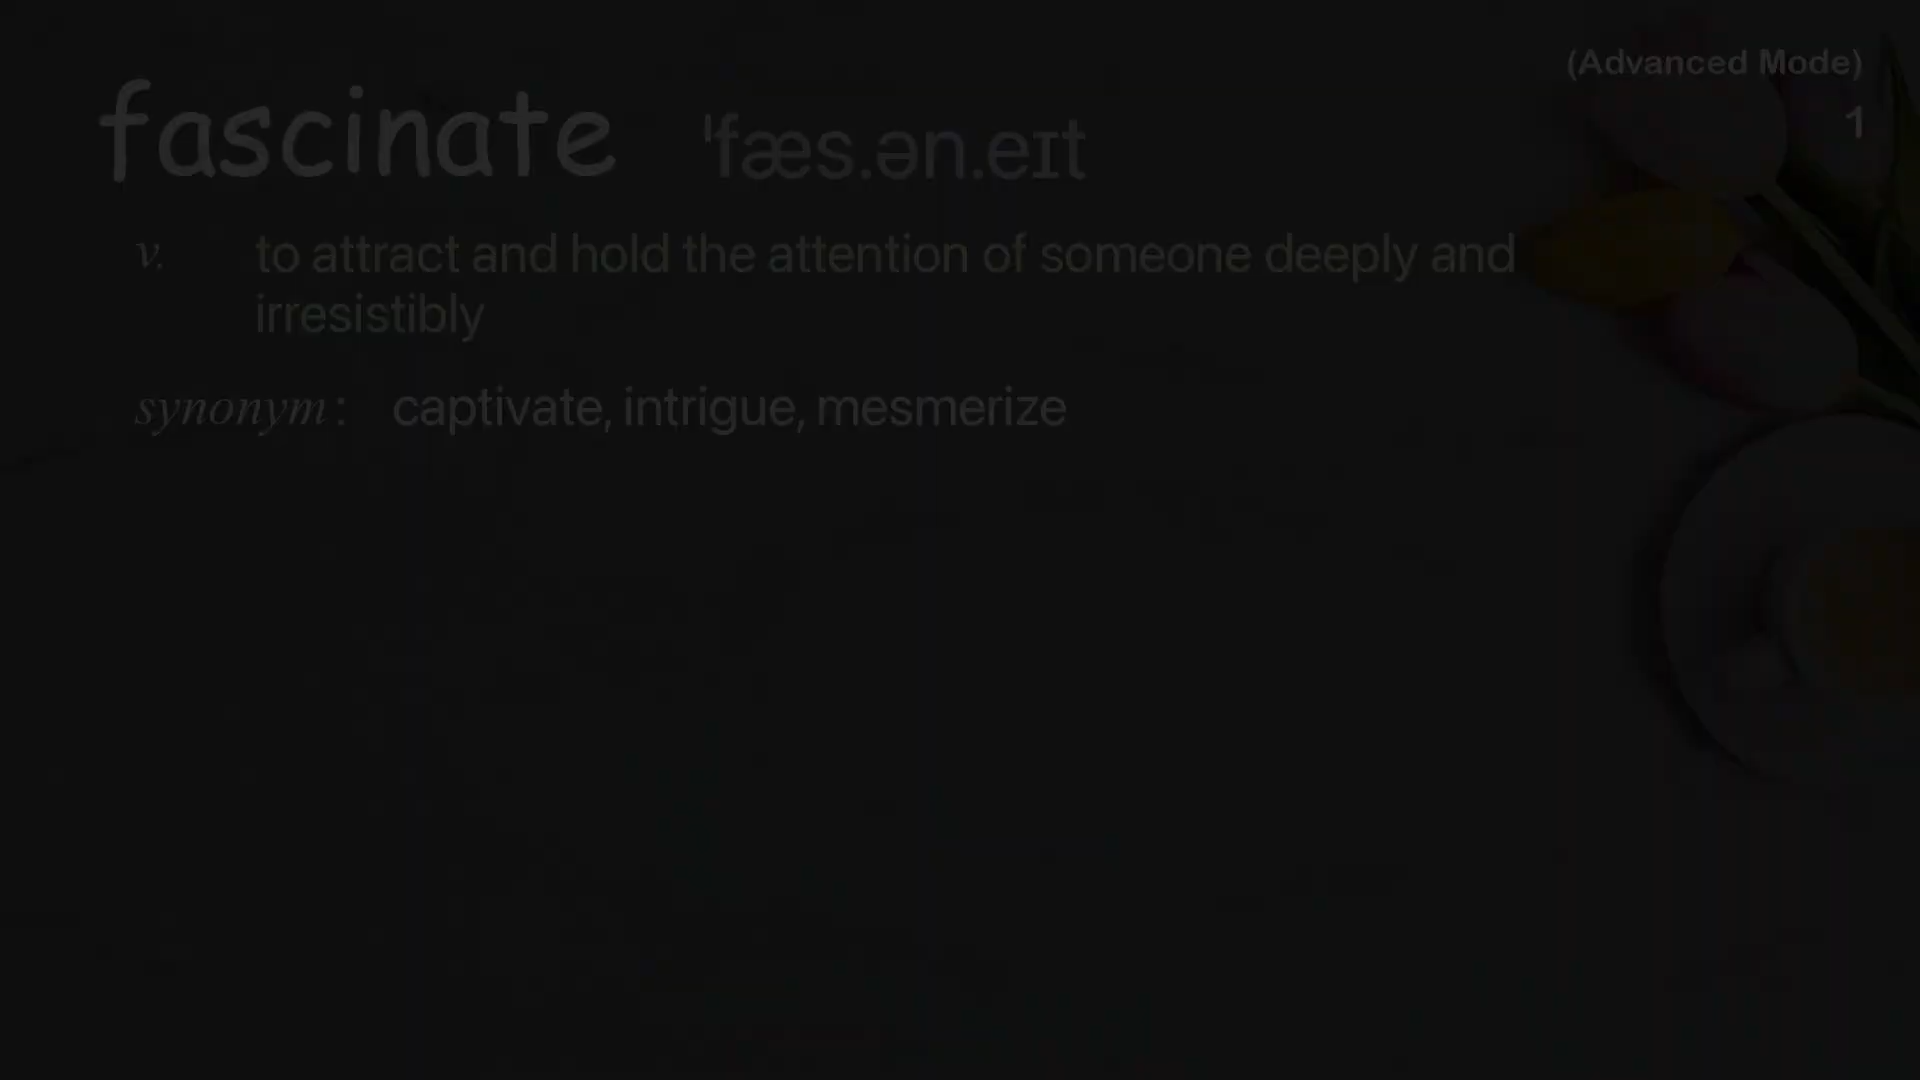 (Advanced Mode)
fascinate ˈfæs.ən.eɪt
1
v. to attract and hold the attention of someone deeply and
irresistibly
synonym : captivate, intrigue, mesmerize